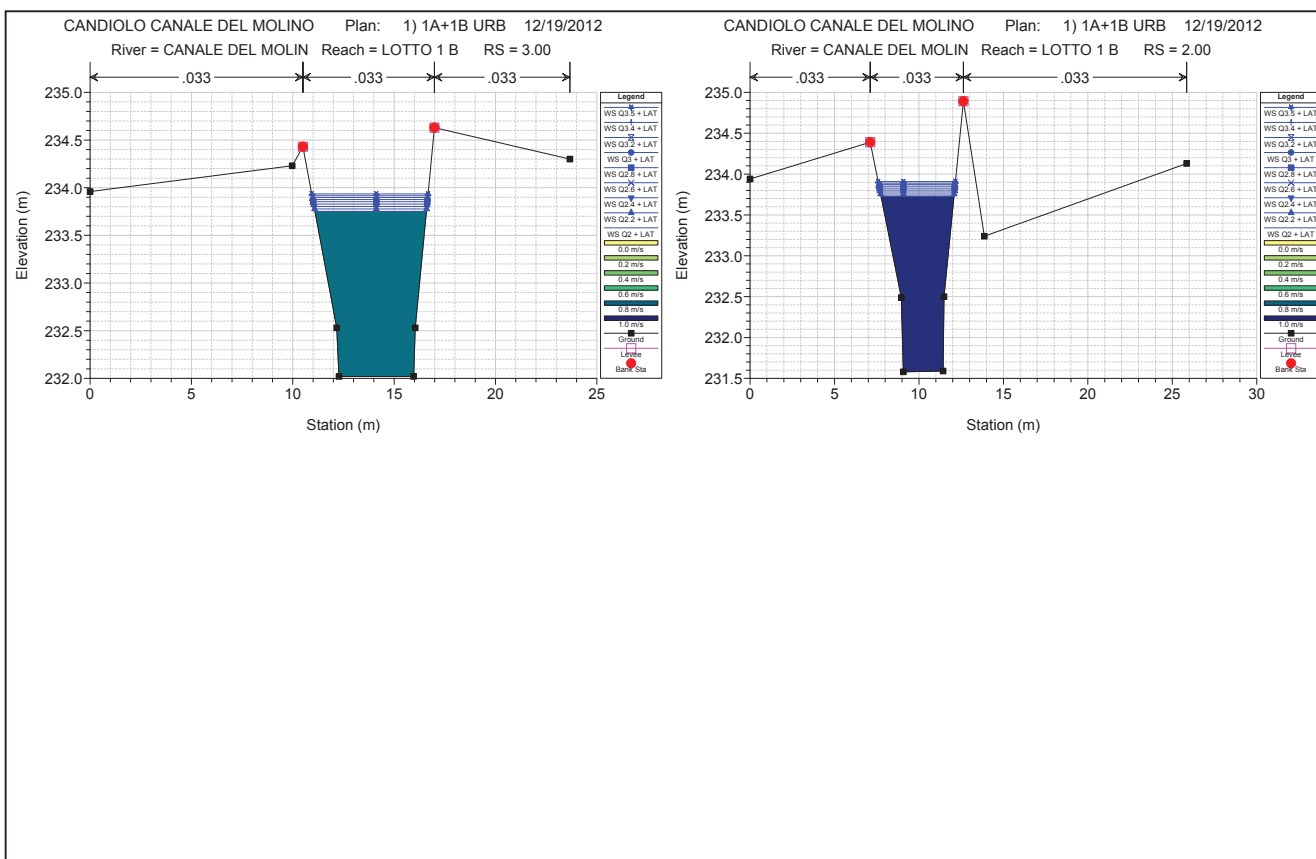 CANDIOLO CANALE DEL MOLINO Plan: 1) 1A+1B URB 12/19/2012
River = CANALE DEL MOLIN Reach = LOTTO 1 B RS = 3.00
.033 .033 .033
235.0
234.5
234.0
233.5
233.0
232.5
232.0
Elevation (m)
0 5 10 15 20 25
Station (m)
Legend
WS Q3.5 + LAT
WS Q3.4 + LAT
WS Q3.2 + LAT
WS Q3 + LAT
WS Q2.8 + LAT
WS Q2.6 + LAT
WS Q2.4 + LAT
WS Q2.2 + LAT
WS Q2 + LAT
0.0 m/s
0.2 m/s
0.4 m/s
0.6 m/s
0.8 m/s
1.0 m/s
Ground
Levee
Bank Sta
CANDIOLO CANALE DEL MOLINO Plan: 1) 1A+1B URB 12/19/2012
River = CANALE DEL MOLIN Reach = LOTTO 1 B RS = 2.00
.033 .033 .033
235.0
234.5
234.0
233.5
233.0
232.5
232.0
231.5
Elevation (m)
0 5 10 15 20 25 30
Station (m)
Legend
WS Q3.5 + LAT
WS Q3.4 + LAT
WS Q3.2 + LAT
WS Q3 + LAT
WS Q2.8 + LAT
WS Q2.6 + LAT
WS Q2.4 + LAT
WS Q2.2 + LAT
WS Q2 + LAT
0.0 m/s
0.2 m/s
0.4 m/s
0.6 m/s
0.8 m/s
1.0 m/s
Ground
Levee
Bank Sta